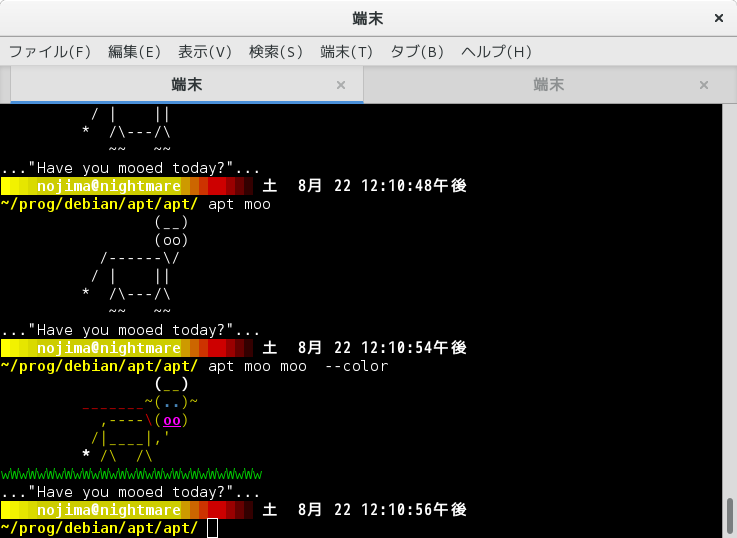 端末 ×
ファイル(F) 編集(E) 表示(V) 検索(S) 端末(T) タブ(B) ヘルプ(H)
端末 × 端末 ×
         / |    ||
        *  /\---/\
           ~~   ~~
..."Have you mooed today?"...
nojima@nightmare 土  8月 22 12:10:48午後
~/prog/debian/apt/apt/ apt moo
                 (__)
                 (oo)
           /------\/
          / |    ||
         *  /\---/\
            ~~   ~~
..."Have you mooed today?"...
nojima@nightmare 土  8月 22 12:10:54午後
~/prog/debian/apt/apt/ apt moo moo  --color
                 (__)
         _______~(..)~
           ,----\(oo)
          /|____|,'
         * /\  /\
wWwWwWwWwWwWwWwWwWwWwWwWwWwWw
..."Have you mooed today?"...
nojima@nightmare 土  8月 22 12:10:56午後
~/prog/debian/apt/apt/